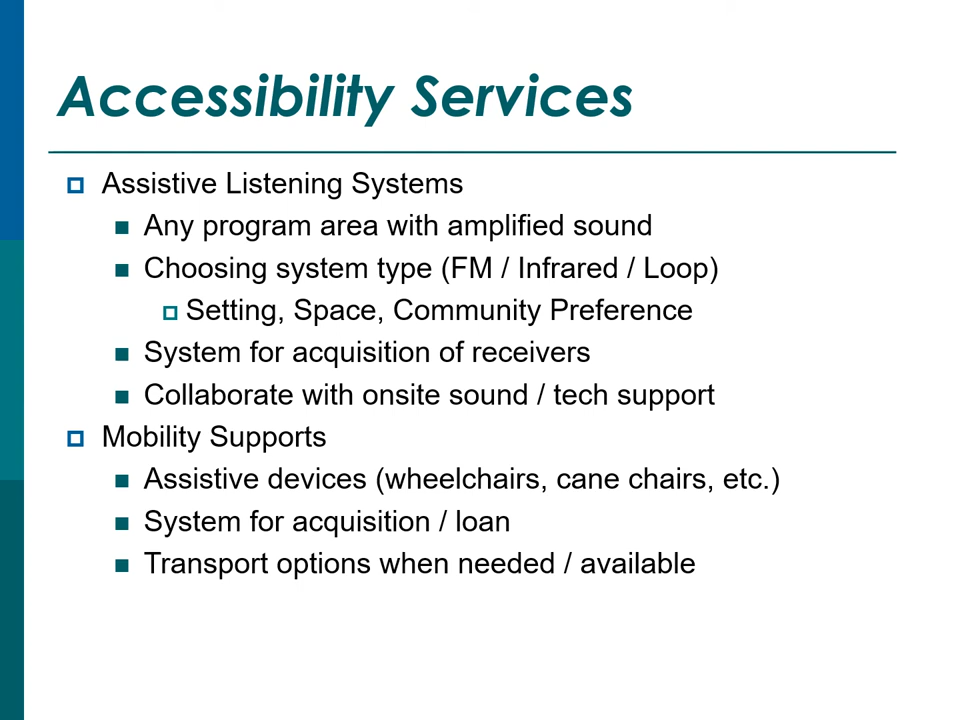 Accessibility Services
Assistive Listening Systems
Any program area with amplified sound
Choosing system type (FM / Infrared / Loop)
Setting, Space, Community Preference
System for acquisition of receivers
Collaborate with onsite sound / tech support
Mobility Supports
Assistive devices (wheelchairs, cane chairs, etc.)
System for acquisition / loan
Transport options when needed / available